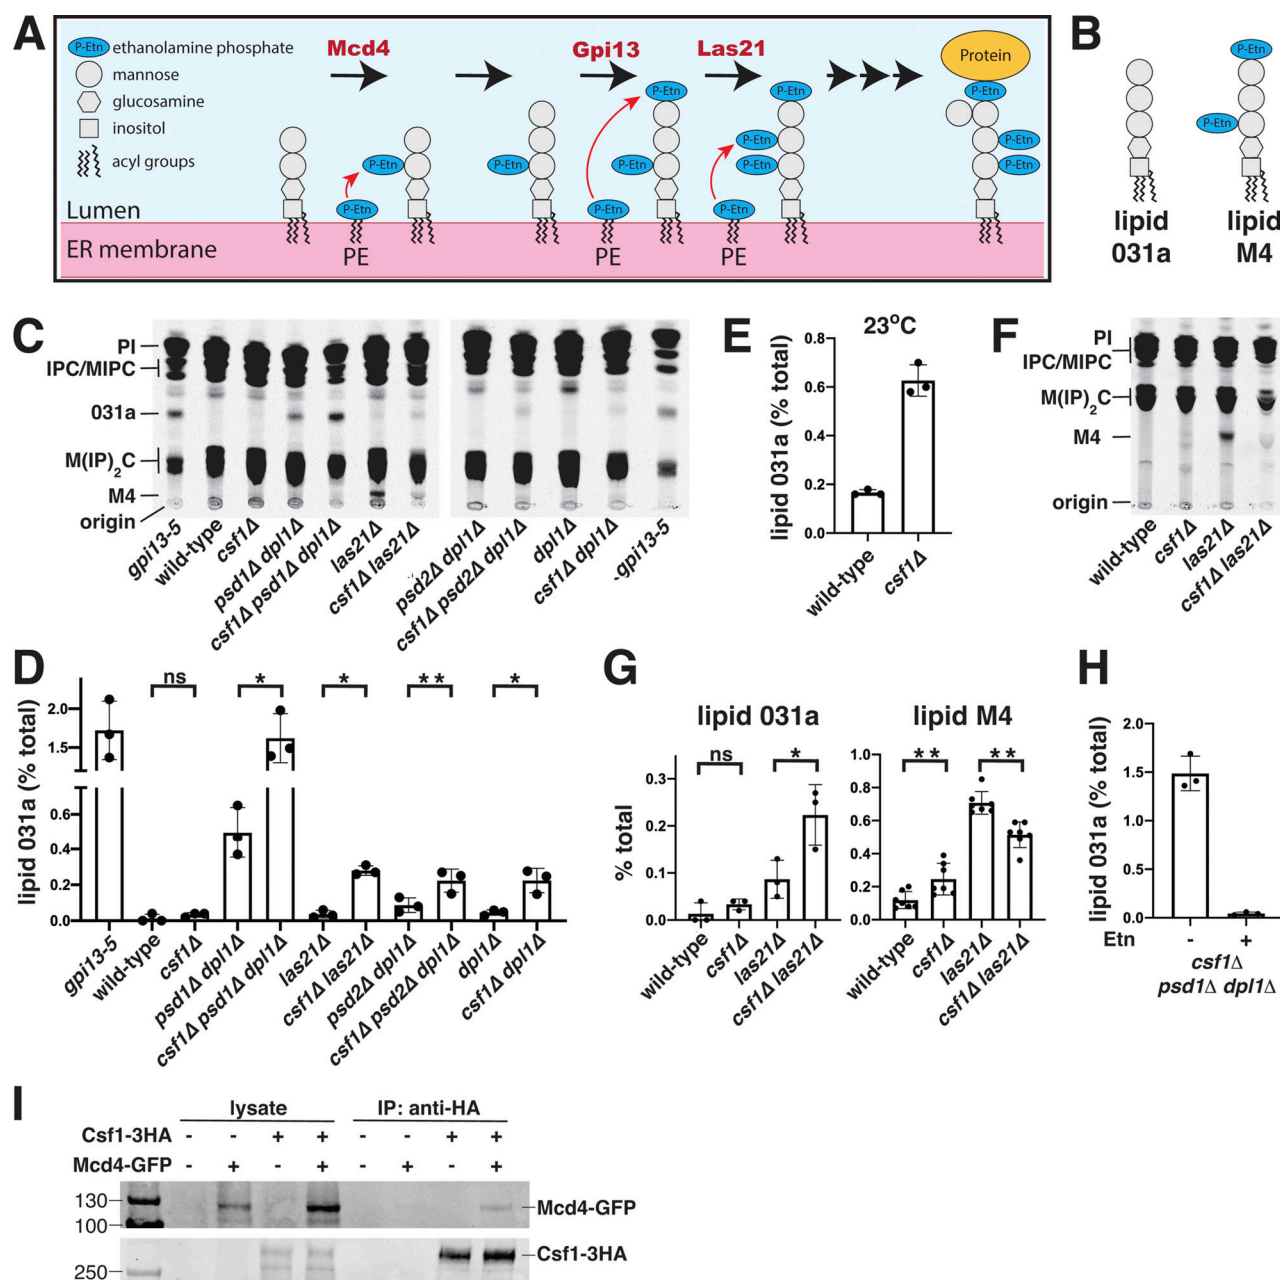 A
P-Etn ethanolamine phosphate
mannose
glucosamine
inositol
acyl groups
Mcd4
Gpi13
Las21
Protein
P-Etn
P-Etn
P-Etn
P-Etn
P-Etn
P-Etn
P-Etn
P-Etn
P-Etn
P-Etn
P-Etn
P-Etn
P-Etn
Lumen
ER membrane
PE
PE
PE
B
P-Etn
P-Etn
lipid
031a
lipid
M4
C
PI
IPC/MIPC
031a
M(IP)2C
M4
origin
gpi13-5
wild-type
csf1Δ
psd1Δ dpl1Δ
csf1Δ psd1Δ dpl1Δ
las21Δ
csf1Δ las21Δ
psd2Δ dpl1Δ
csf1Δ psd2Δ dpl1Δ
dpl1Δ
csf1Δ dpl1Δ
-gpi13-5
E
23°C
lipid 031a (% total)
0.8
0.6
0.4
0.2
0.0
wild-type
csf1Δ
F
PI
IPC/MIPC
M(IP)2C
M4
origin
wild-type
csf1Δ
las21Δ
csf1Δ las21Δ
D
lipid 031a (% total)
2.0
1.5
0.6
0.4
0.2
0.0
ns
*
*
**
*
gpi13-5
wild-type
csf1Δ
psd1Δ dpl1Δ
csf1Δ psd1Δ dpl1Δ
las21Δ
csf1Δ las21Δ
psd2Δ dpl1Δ
csf1Δ psd2Δ dpl1Δ
dpl1Δ
csf1Δ dpl1Δ
G
lipid 031a
% total
0.3
0.2
0.1
0.0
ns
*
wild-type
csf1Δ
las21Δ
csf1Δ las21Δ
lipid M4
1.0
0.8
0.6
0.4
0.2
0.0
**
**
wild-type
csf1Δ
las21Δ
csf1Δ las21Δ
H
lipid 031a (% total)
2.0
1.5
1.0
0.5
0.0
Etn - +
csf1Δ
psd1Δ dpl1Δ
I
lysate IP: anti-HA
Csf1-3HA - - + + - - + +
Mcd4-GFP - + - + - + - +
130
100
Mcd4-GFP
Csf1-3HA
250